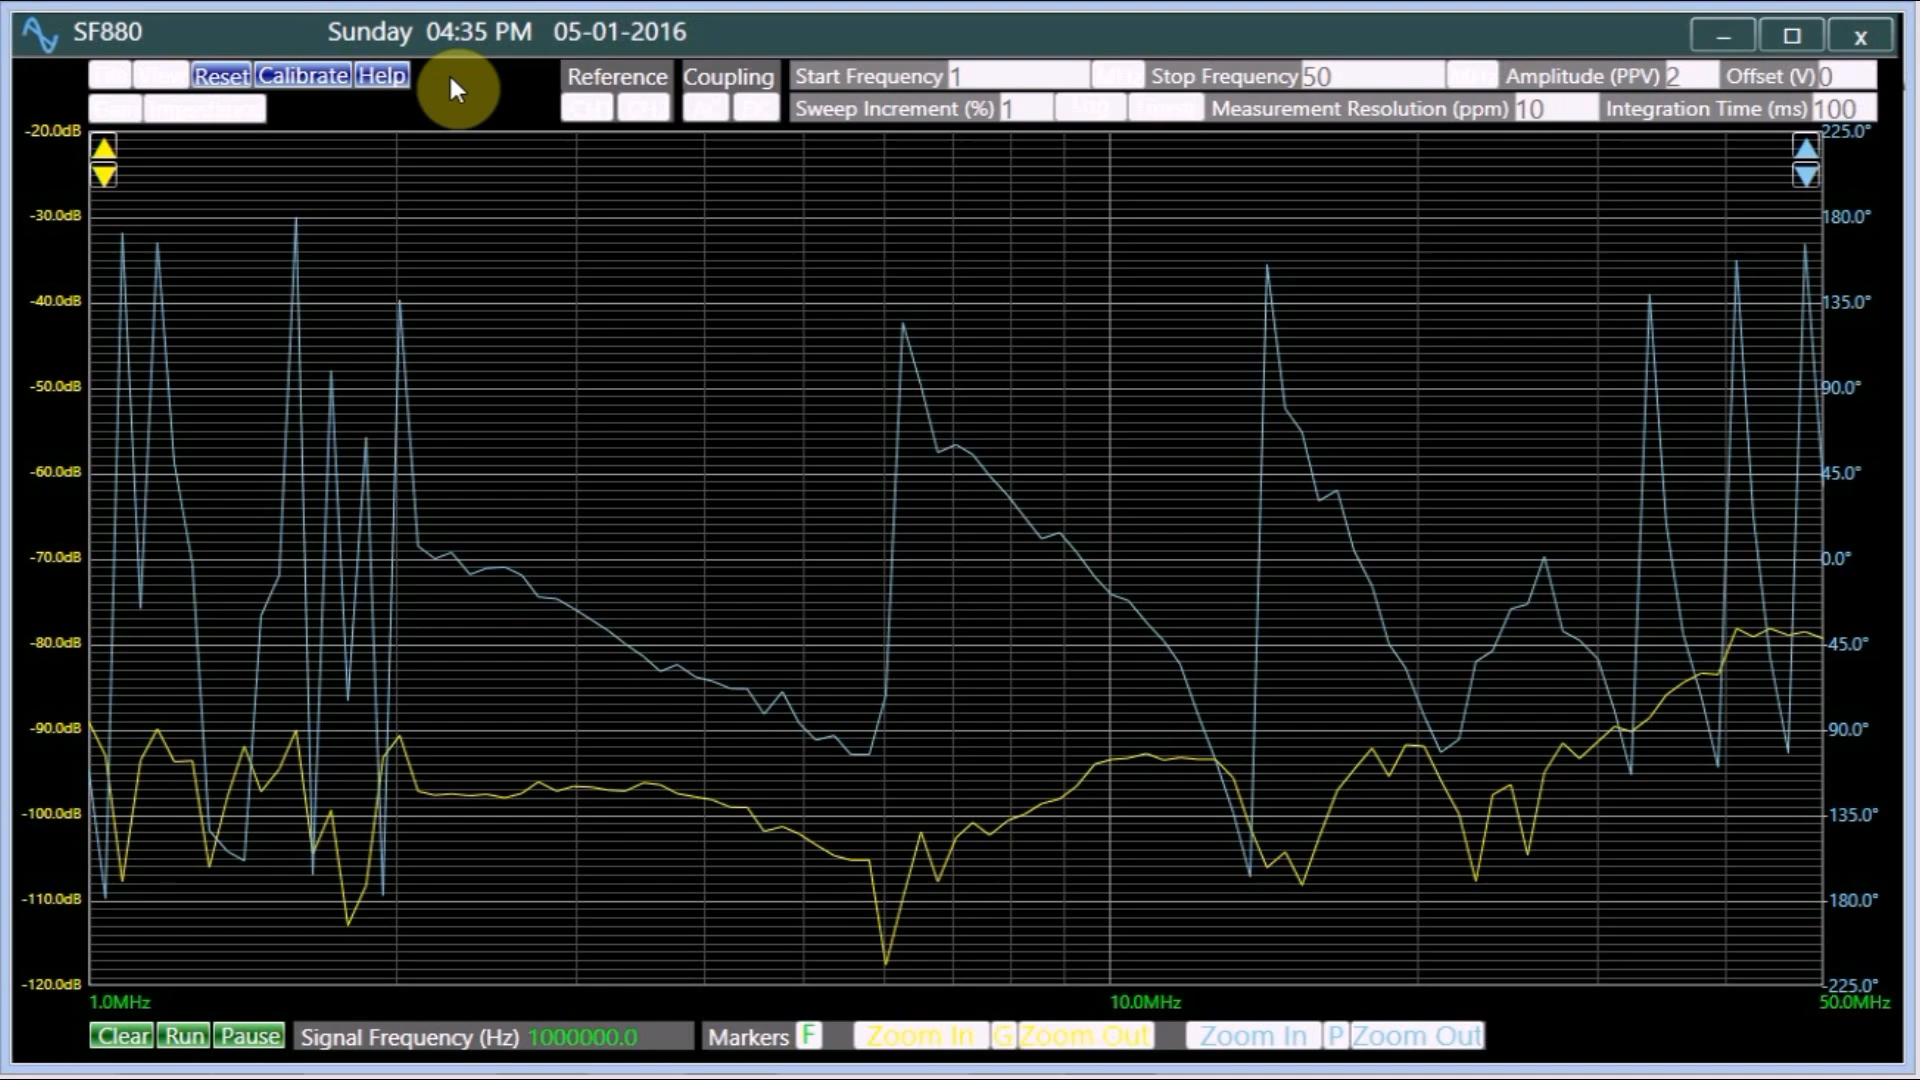 SF880 Sunday 04:35 PM 05-01-2016
Reset Calibrate Help Reference Coupling Start Frequency 1 Stop Frequency 50 Amplitude (PPV) 2 Offset (V) 0
Sweep Increment (%) 1 Measurement Resolution (ppm) 10 Integration Time (ms) 100
-20.0dB 225.0°
-30.0dB 180.0°
-40.0dB 135.0°
-50.0dB 90.0°
-60.0dB 45.0°
-70.0dB 0.0°
-80.0dB -45.0°
-90.0dB -90.0°
-100.0dB -135.0°
-110.0dB -180.0°
-120.0dB -225.0°
1.0MHz 10.0MHz 50.0MHz
Clear Run Pause Signal Frequency (Hz) 1000000.0 Markers F Zoom In G Zoom Out Zoom In P Zoom Out